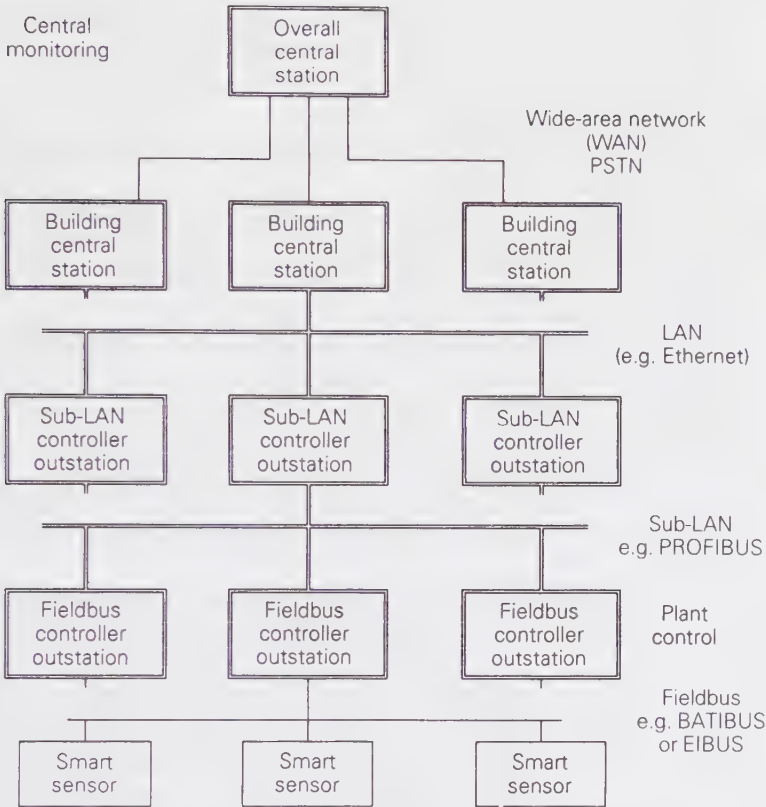 Central
monitoring
Overall
central
station
Wide-area network
(WAN)
PSTN
Building
central
station
Building
central
station
Building
central
station
LAN
(e.g. Ethernet)
Sub-LAN
controller
outstation
Sub-LAN
controller
outstation
Sub-LAN
controller
outstation
Sub-LAN
e.g. PROFIBUS
Fieldbus
controller
outstation
Fieldbus
controller
outstation
Fieldbus
controller
outstation
Plant
control
Fieldbus
e.g. BATIBUS
or EIBUS
Smart
sensor
Smart
sensor
Smart
sensor